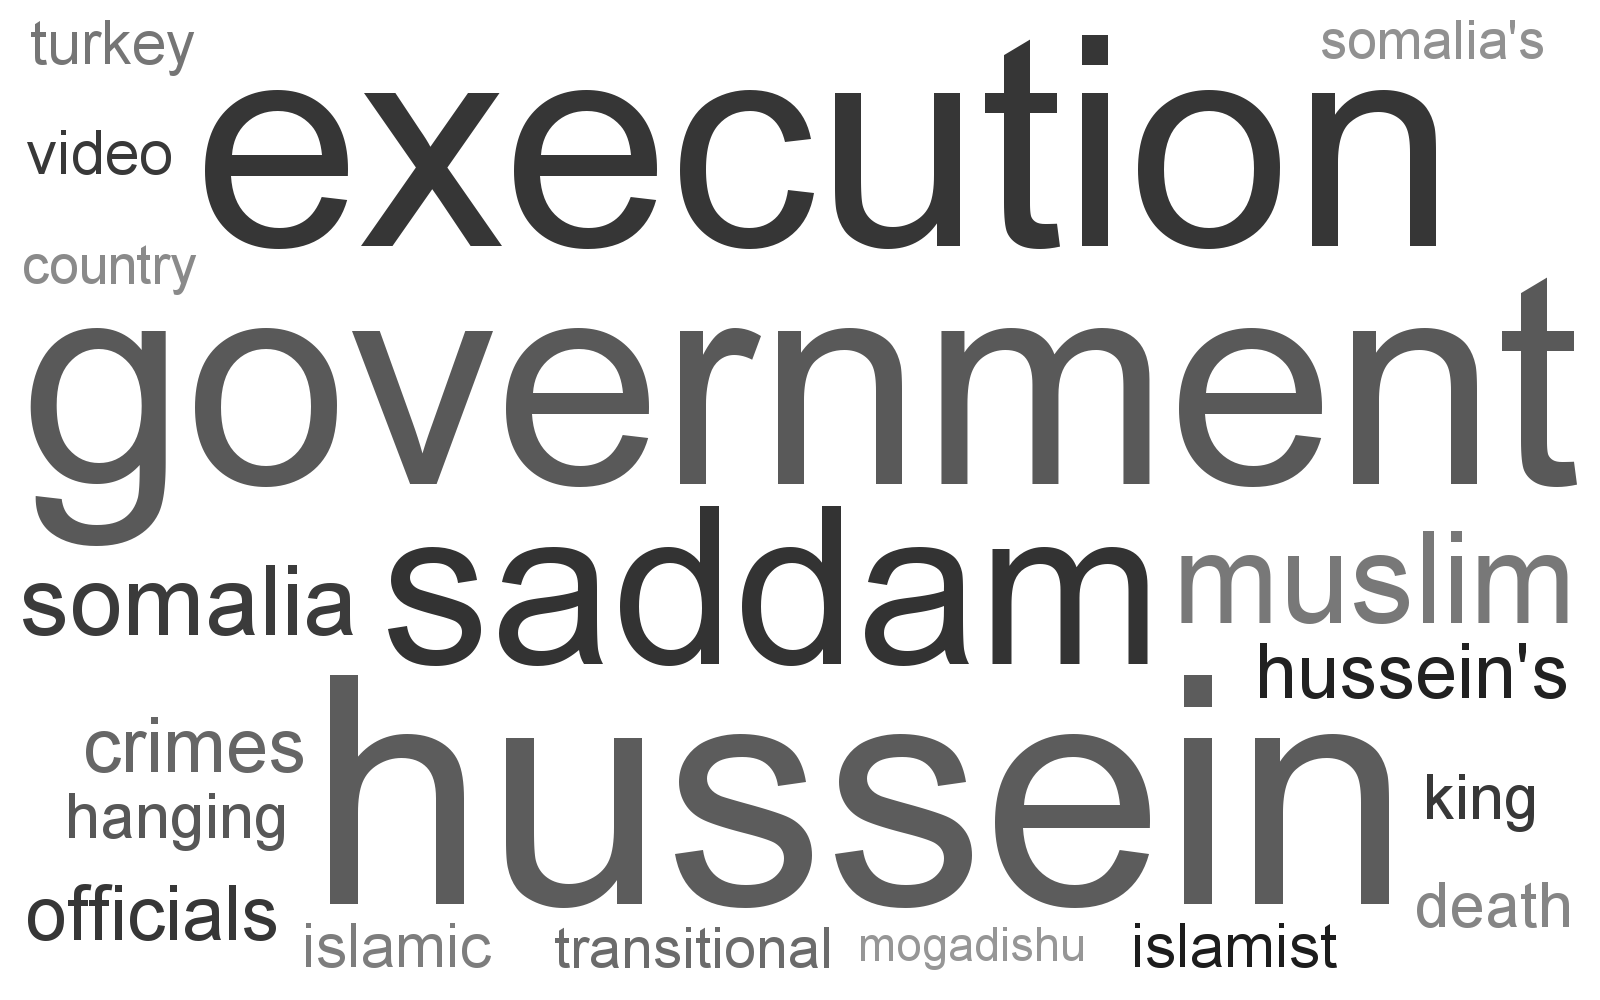 turkey
somalia's
execution
video
country
government
saddam
muslim
somalia
hussein's
hussein
crimes
king
hanging
officials
death
islamic
transitional
mogadishu
islamist